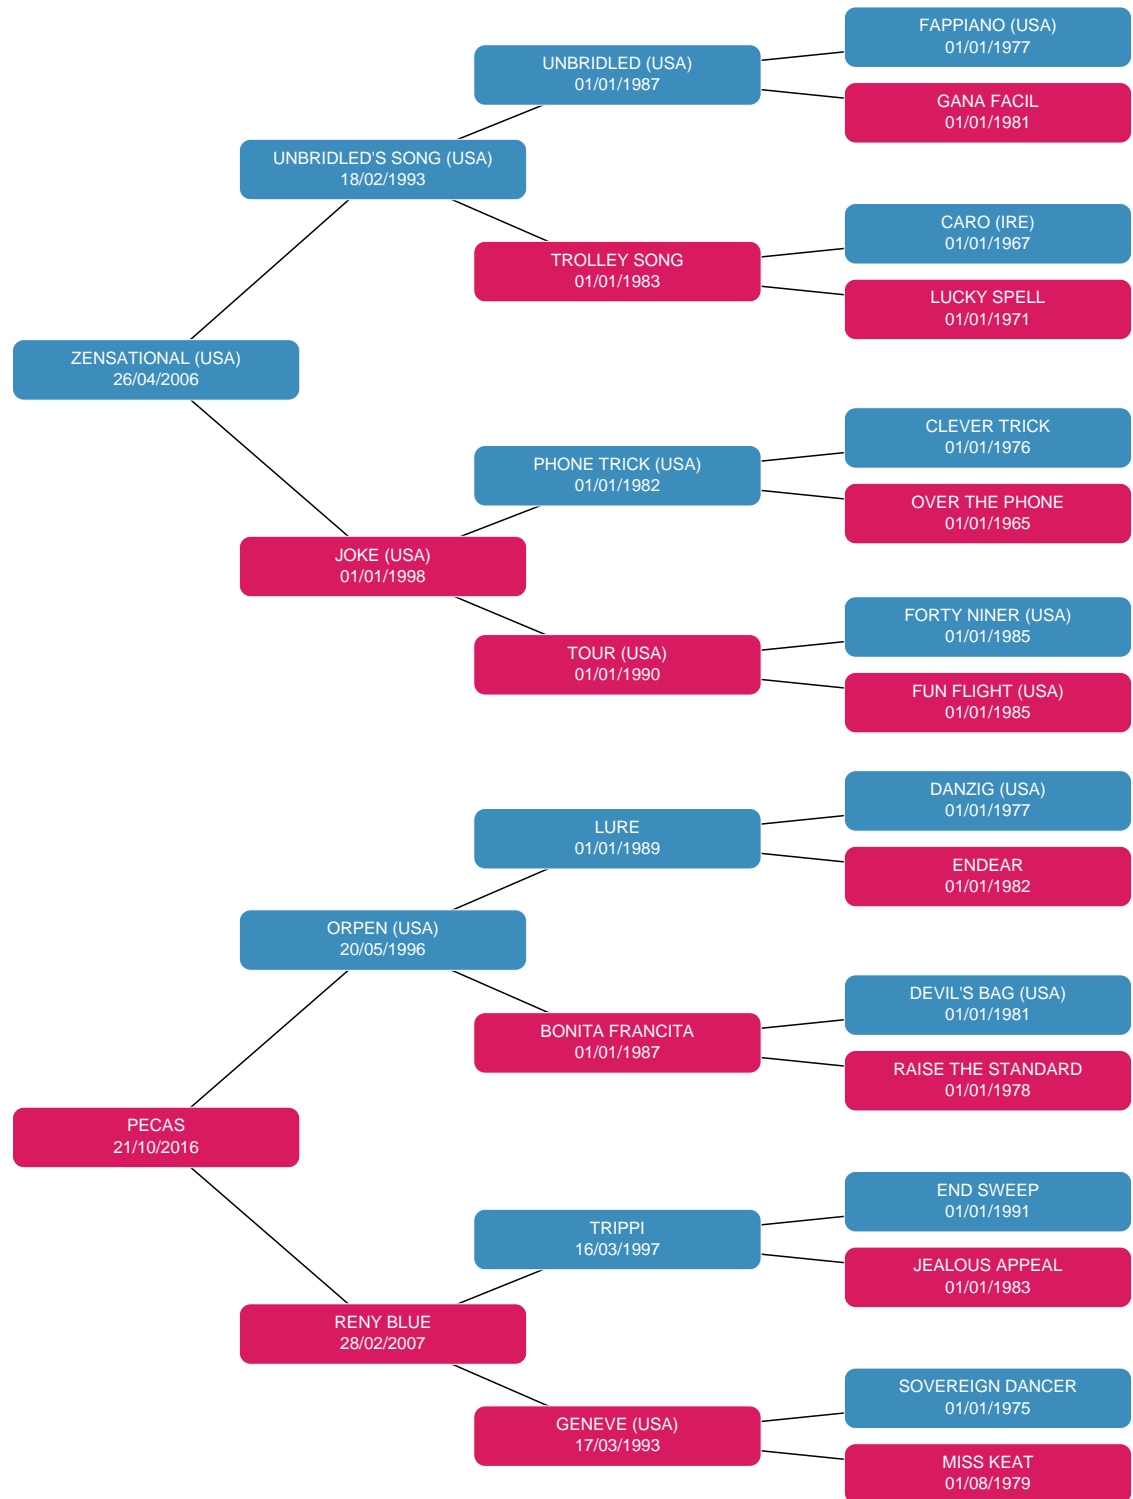 FAPPIANO (USA)
01/01/1977
UNBRIDLED (USA)
01/01/1987
GANA FACIL
01/01/1981
UNBRIDLED'S SONG (USA)
18/02/1993
CARO (IRE)
01/01/1967
TROLLEY SONG
01/01/1983
LUCKY SPELL
01/01/1971
ZENSATIONAL (USA)
26/04/2006
CLEVER TRICK
01/01/1976
PHONE TRICK (USA)
01/01/1982
OVER THE PHONE
01/01/1965
JOKE (USA)
01/01/1998
FORTY NINER (USA)
01/01/1985
TOUR (USA)
01/01/1990
FUN FLIGHT (USA)
01/01/1985
DANZIG (USA)
01/01/1977
LURE
01/01/1989
ENDEAR
01/01/1982
ORPEN (USA)
20/05/1996
DEVIL'S BAG (USA)
01/01/1981
BONITA FRANCITA
01/01/1987
RAISE THE STANDARD
01/01/1978
PECAS
21/10/2016
END SWEEP
01/01/1991
TRIPPI
16/03/1997
JEALOUS APPEAL
01/01/1983
RENY BLUE
28/02/2007
SOVEREIGN DANCER
01/01/1975
GENEVE (USA)
17/03/1993
MISS KEAT
01/08/1979